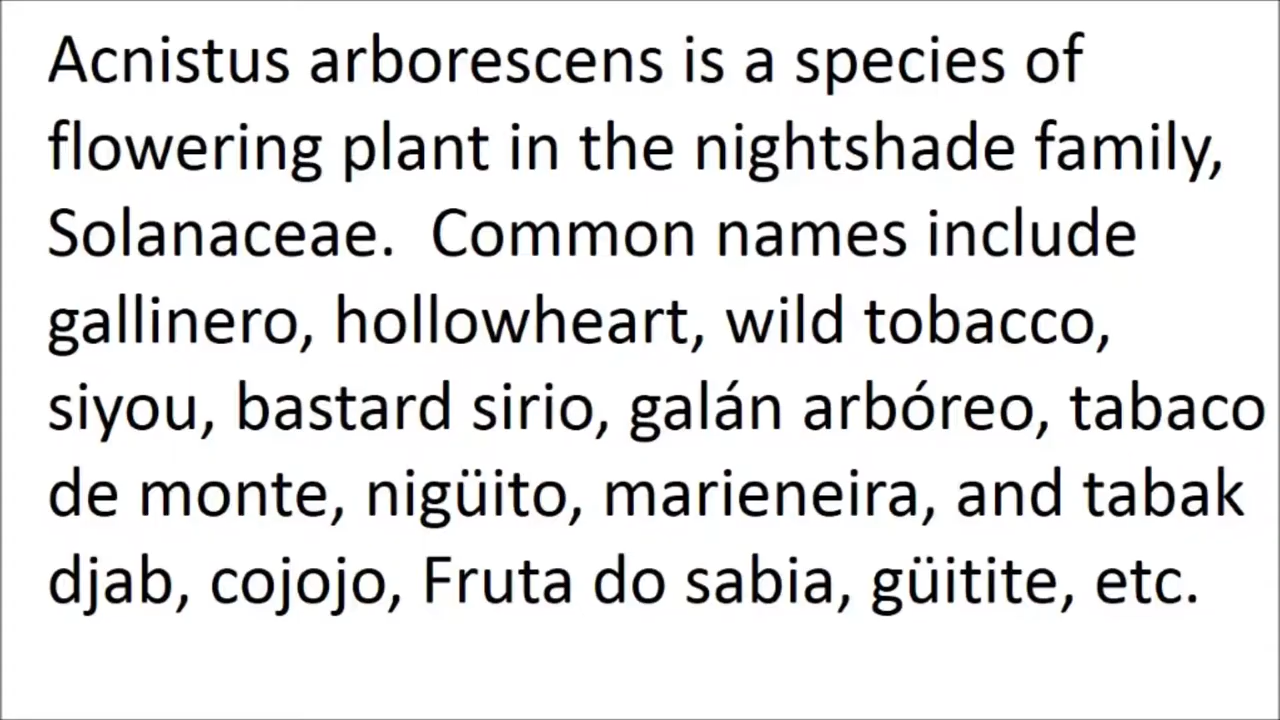 Acnistus arborescens is a species of
flowering plant in the nightshade family,
Solanaceae.  Common names include
gallinero, hollowheart, wild tobacco,
siyou, bastard sirio, galán arbóreo, tabaco
de monte, nigüito, marieneira, and tabak
djab, cojojo, Fruta do sabia, güitite, etc.